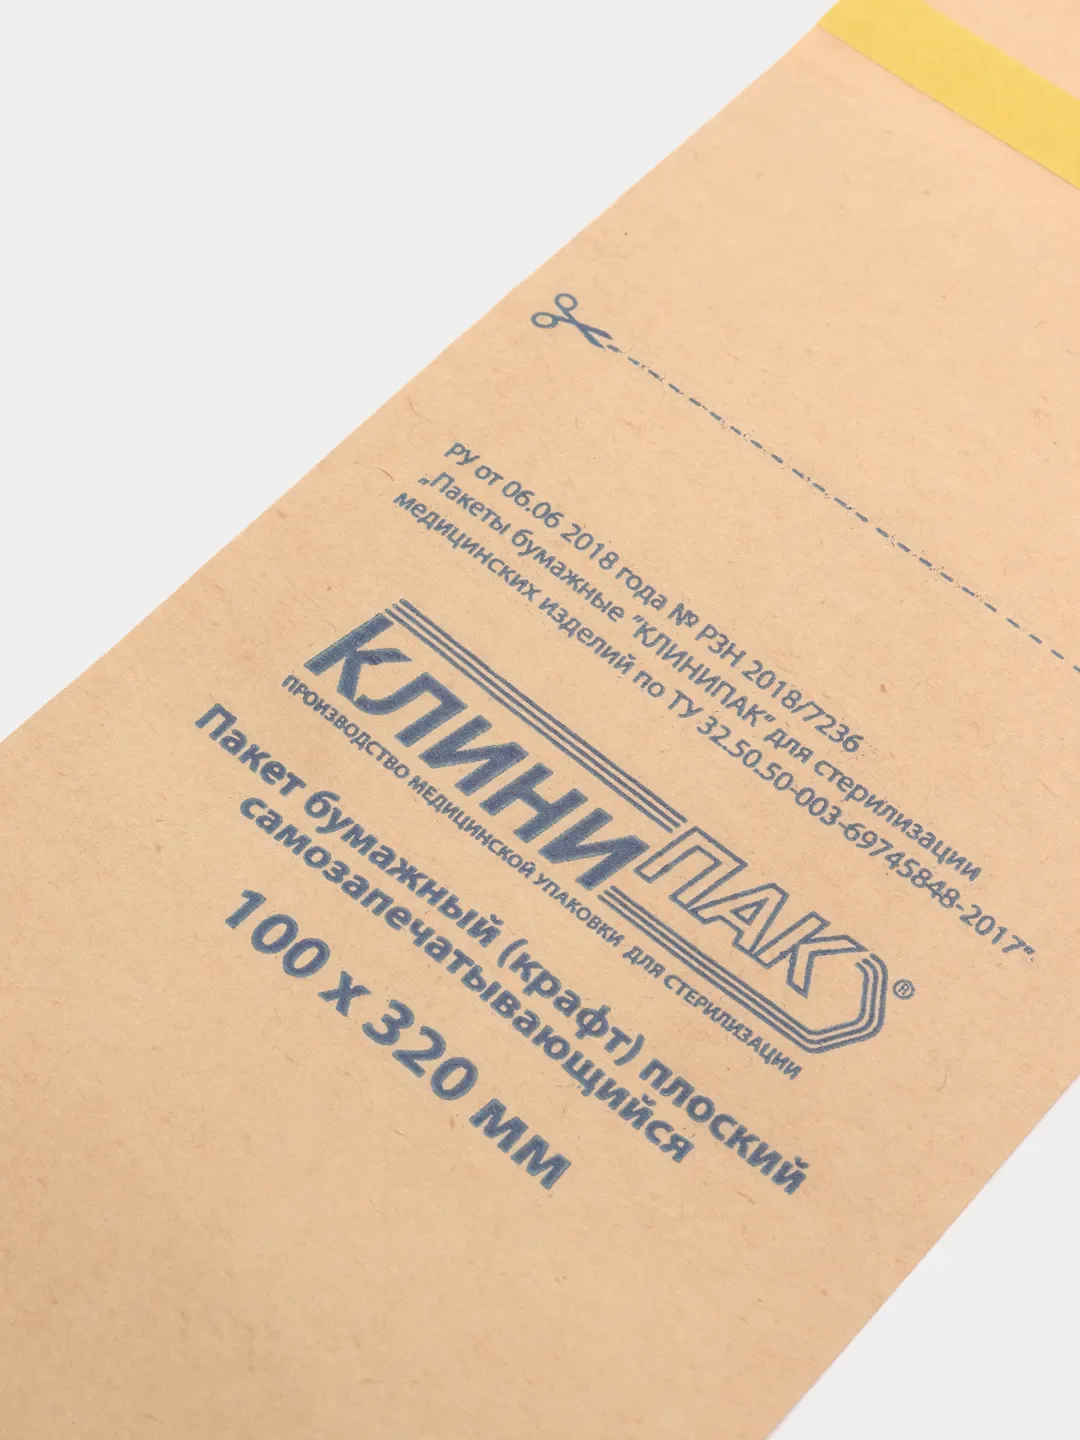 РУ от 06.06 2018 года № РЗН 2018/7236
„Пакеты бумажные "КЛИНИПАК" для стерилизации
медицинских изделий по ТУ 32.50.50-003-69745848-2017".
КЛИНИПАК®
ПРОИЗВОДСТВО МЕДИЦИНСКОЙ УПАКОВКИ ДЛЯ СТЕРИЛИЗАЦИИ
Пакет бумажный (крафт) плоский
самозапечатывающийся
100 х 320 мм